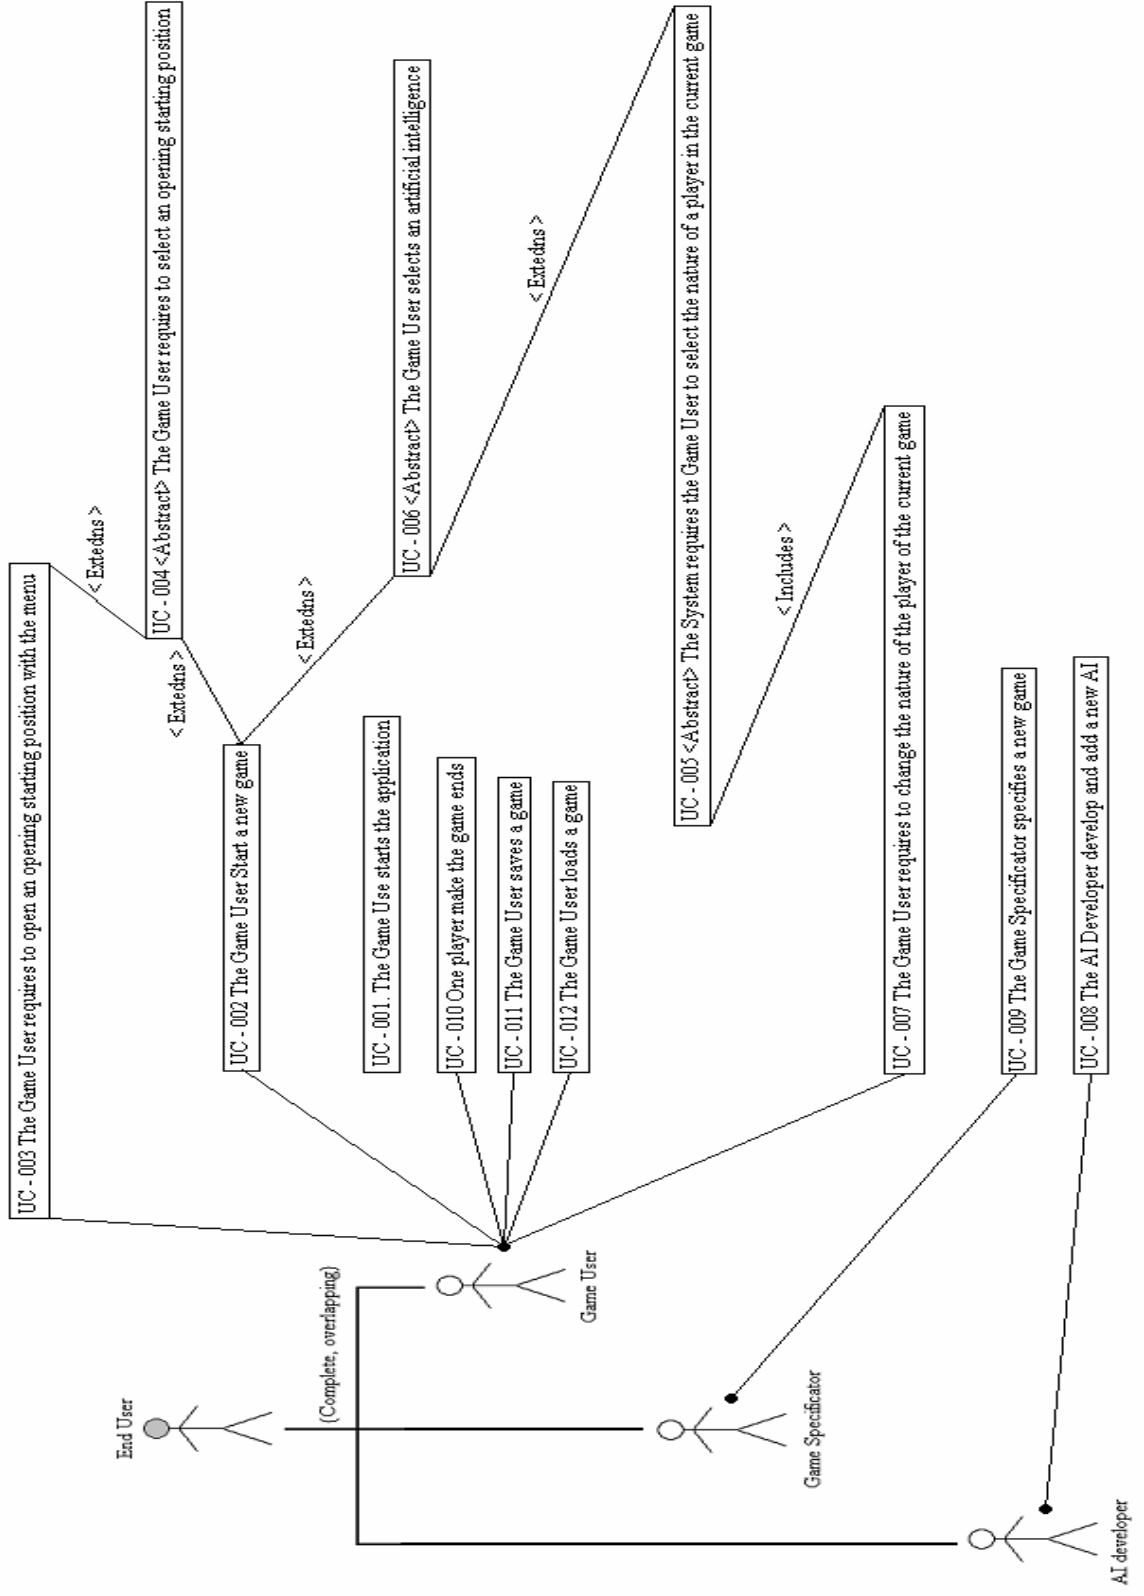 End User
(Complete, overlapping)
Game User
Game Specificator
AI developer
UC - 003 The Game User requires to open an opening starting position with the menu
< Extedns >
UC - 004 <Abstract> The Game User requires to select an opening starting position
< Extedns >
UC - 002 The Game User Start a new game
< Extedns >
UC - 001. The Game Use starts the application
UC - 006 <Abstract> The Game User selects an artificial intelligence
UC - 010 One player make the game ends
UC - 011 The Game User saves a game
< Extedns >
UC - 012 The Game User loads a game
UC - 005 <Abstract> The System requires the Game User to select the nature of a player in the current game
< Includes >
UC - 007 The Game User requires to change the nature of the player of the current game
UC - 009 The Game Specificator specifies a new game
UC - 008 The AI Developer develop and add a new AI